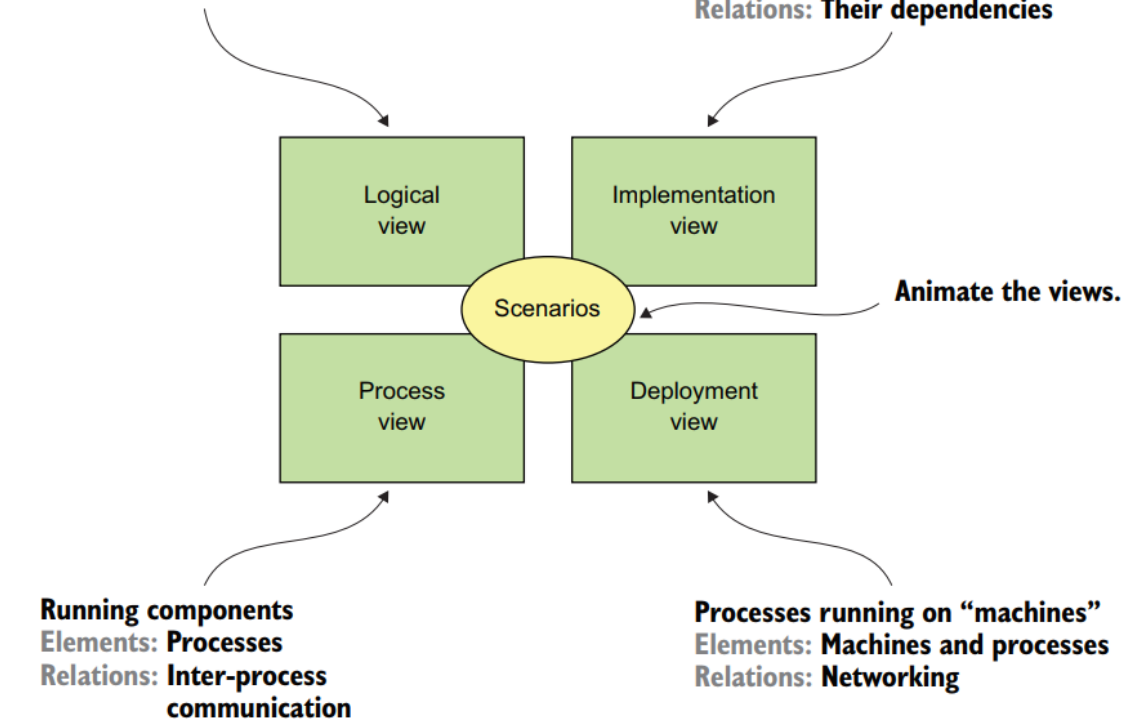 Relations: Their dependencies
Logical
view
Implementation
view
Scenarios
Animate the views.
Process
view
Deployment
view
Running components
Elements: Processes
Relations: Inter-process
communication
Processes running on “machines”
Elements: Machines and processes
Relations: Networking